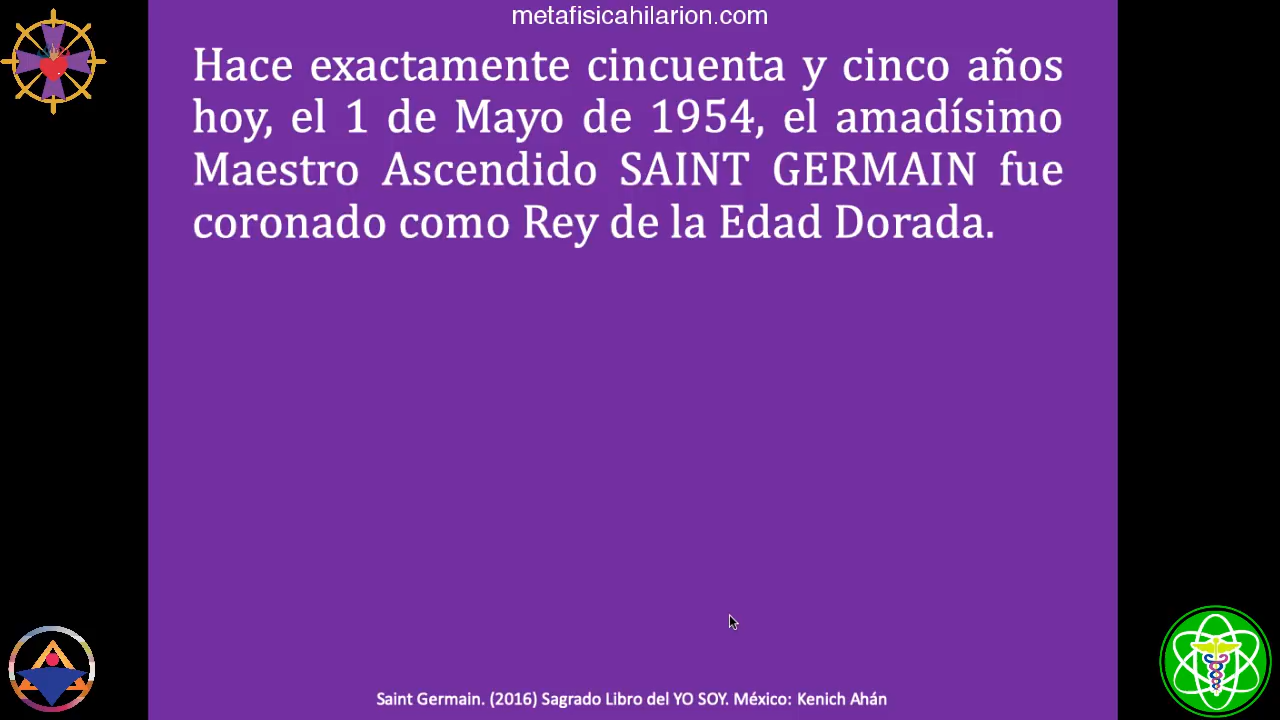 metafisicahilarion.com
Hace exactamente cincuenta y cinco años
hoy, el 1 de Mayo de 1954, el amadísimo
Maestro Ascendido SAINT GERMAIN fue
coronado como Rey de la Edad Dorada.
Saint Germain. (2016) Sagrado Libro del YO SOY. México: Kenich Ahán